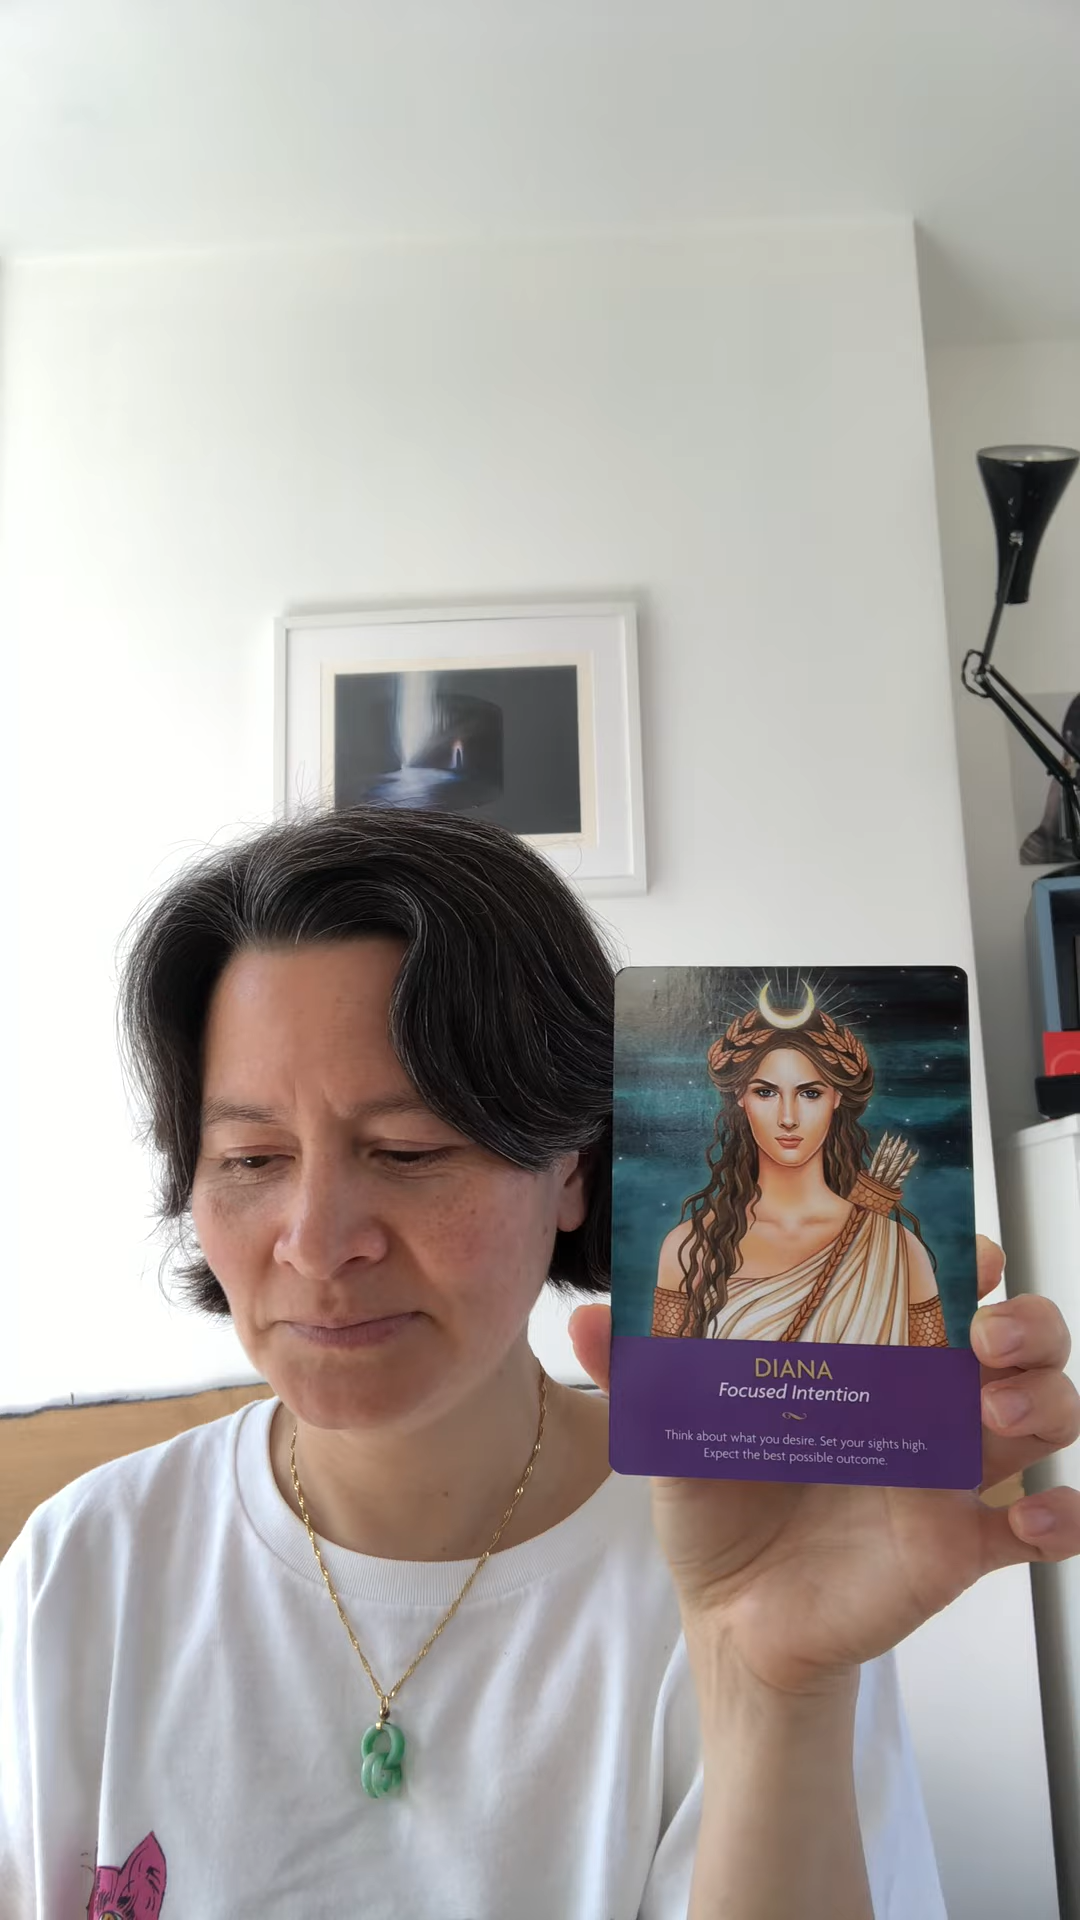 DIANA
Focused Intention
Think about what you desire. Set your sights high.
Expect the best possible outcome.